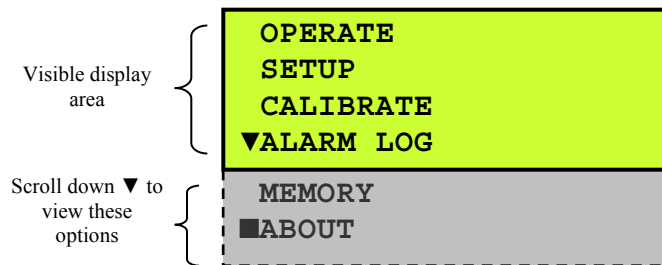 OPERATE
SETUP
Visible display
area
CALIBRATE
▼ALARM LOG
Scroll down ▼ to
view these
options
MEMORY
■ABOUT